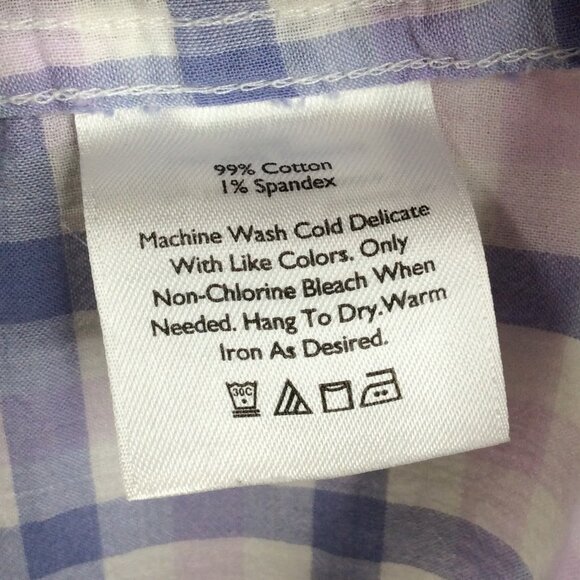 99% Cotton
1% Spandex
Machine Wash Cold Delicate
With Like Colors. Only
Non-Chlorine Bleach When
Needed. Hang To Dry.Warm
Iron As Desired.
30C